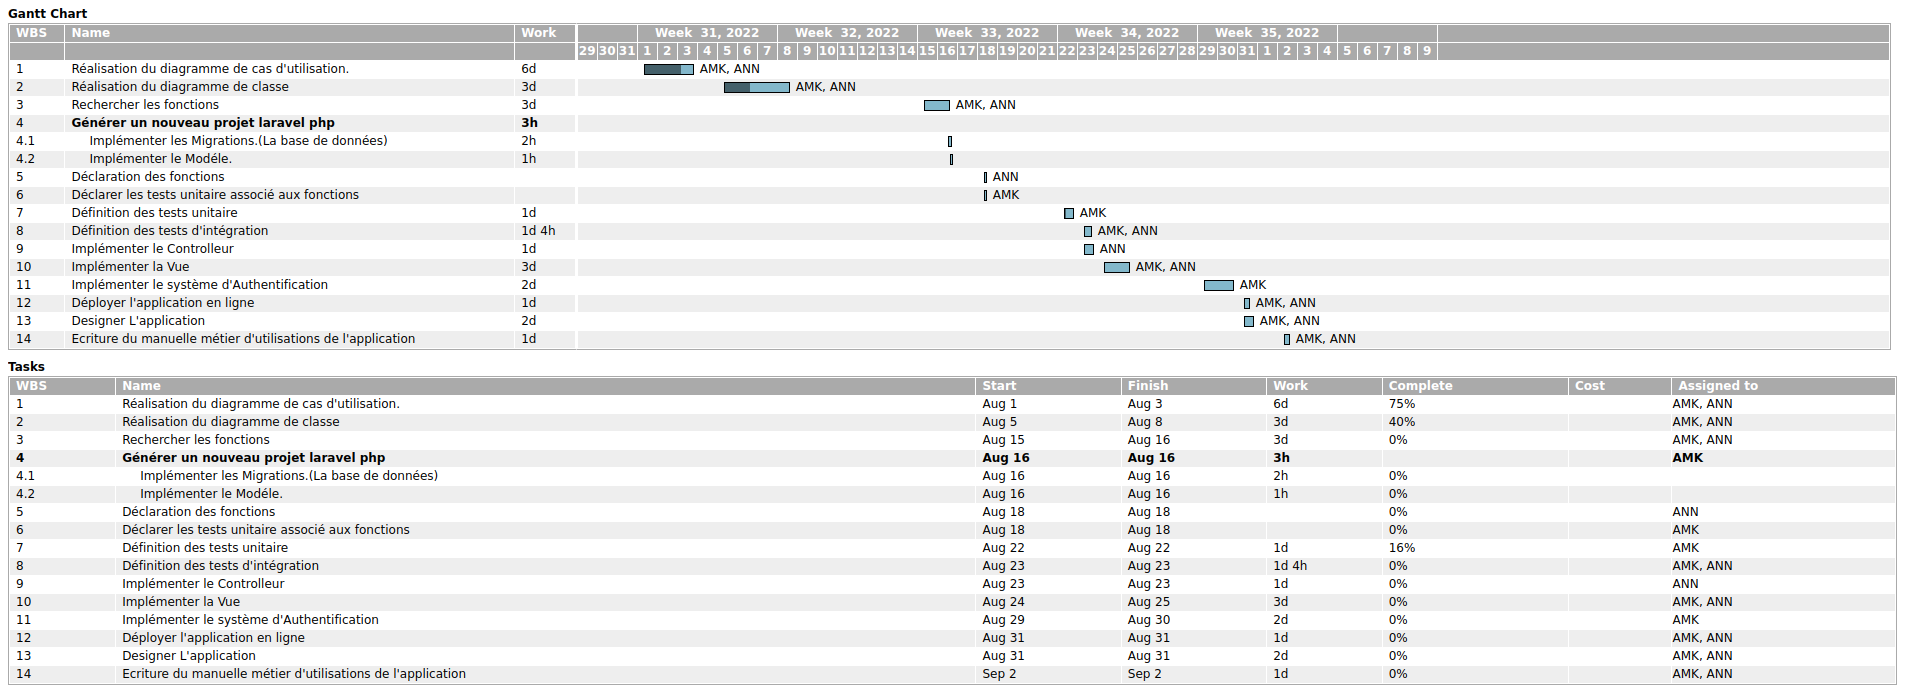 Gantt Chart
WBS Name Work Week 31, 2022 Week 32, 2022 Week 33, 2022 Week 34, 2022 Week 35, 2022
29 30 31 1 2 3 4 5 6 7 8 9 10 11 12 13 14 15 16 17 18 19 20 21 22 23 24 25 26 27 28 29 30 31 1 2 3 4 5 6 7 8 9
1 Réalisation du diagramme de cas d'utilisation. 6d AMK, ANN
2 Réalisation du diagramme de classe 3d AMK, ANN
3 Rechercher les fonctions 3d AMK, ANN
4 Générer un nouveau projet laravel php 3h
4.1 Implémenter les Migrations.(La base de données) 2h
4.2 Implémenter le Modéle. 1h
5 Déclaration des fonctions ANN
6 Déclarer les tests unitaire associé aux fonctions AMK
7 Définition des tests unitaire 1d AMK
8 Définition des tests d'intégration 1d 4h AMK, ANN
9 Implémenter le Controlleur 1d ANN
10 Implémenter la Vue 3d AMK, ANN
11 Implémenter le système d'Authentification 2d AMK
12 Déployer l'application en ligne 1d AMK, ANN
13 Designer L'application 2d AMK, ANN
14 Ecriture du manuelle métier d'utilisations de l'application 1d AMK, ANN
Tasks
WBS Name Start Finish Work Complete Cost Assigned to
1 Réalisation du diagramme de cas d'utilisation. Aug 1 Aug 3 6d 75% AMK, ANN
2 Réalisation du diagramme de classe Aug 5 Aug 8 3d 40% AMK, ANN
3 Rechercher les fonctions Aug 15 Aug 16 3d 0% AMK, ANN
4 Générer un nouveau projet laravel php Aug 16 Aug 16 3h AMK
4.1 Implémenter les Migrations.(La base de données) Aug 16 Aug 16 2h 0%
4.2 Implémenter le Modéle. Aug 16 Aug 16 1h 0%
5 Déclaration des fonctions Aug 18 Aug 18 0% ANN
6 Déclarer les tests unitaire associé aux fonctions Aug 18 Aug 18 0% AMK
7 Définition des tests unitaire Aug 22 Aug 22 1d 16% AMK
8 Définition des tests d'intégration Aug 23 Aug 23 1d 4h 0% AMK, ANN
9 Implémenter le Controlleur Aug 23 Aug 23 1d 0% ANN
10 Implémenter la Vue Aug 24 Aug 25 3d 0% AMK, ANN
11 Implémenter le système d'Authentification Aug 29 Aug 30 2d 0% AMK
12 Déployer l'application en ligne Aug 31 Aug 31 1d 0% AMK, ANN
13 Designer L'application Aug 31 Aug 31 2d 0% AMK, ANN
14 Ecriture du manuelle métier d'utilisations de l'application Sep 2 Sep 2 1d 0% AMK, ANN